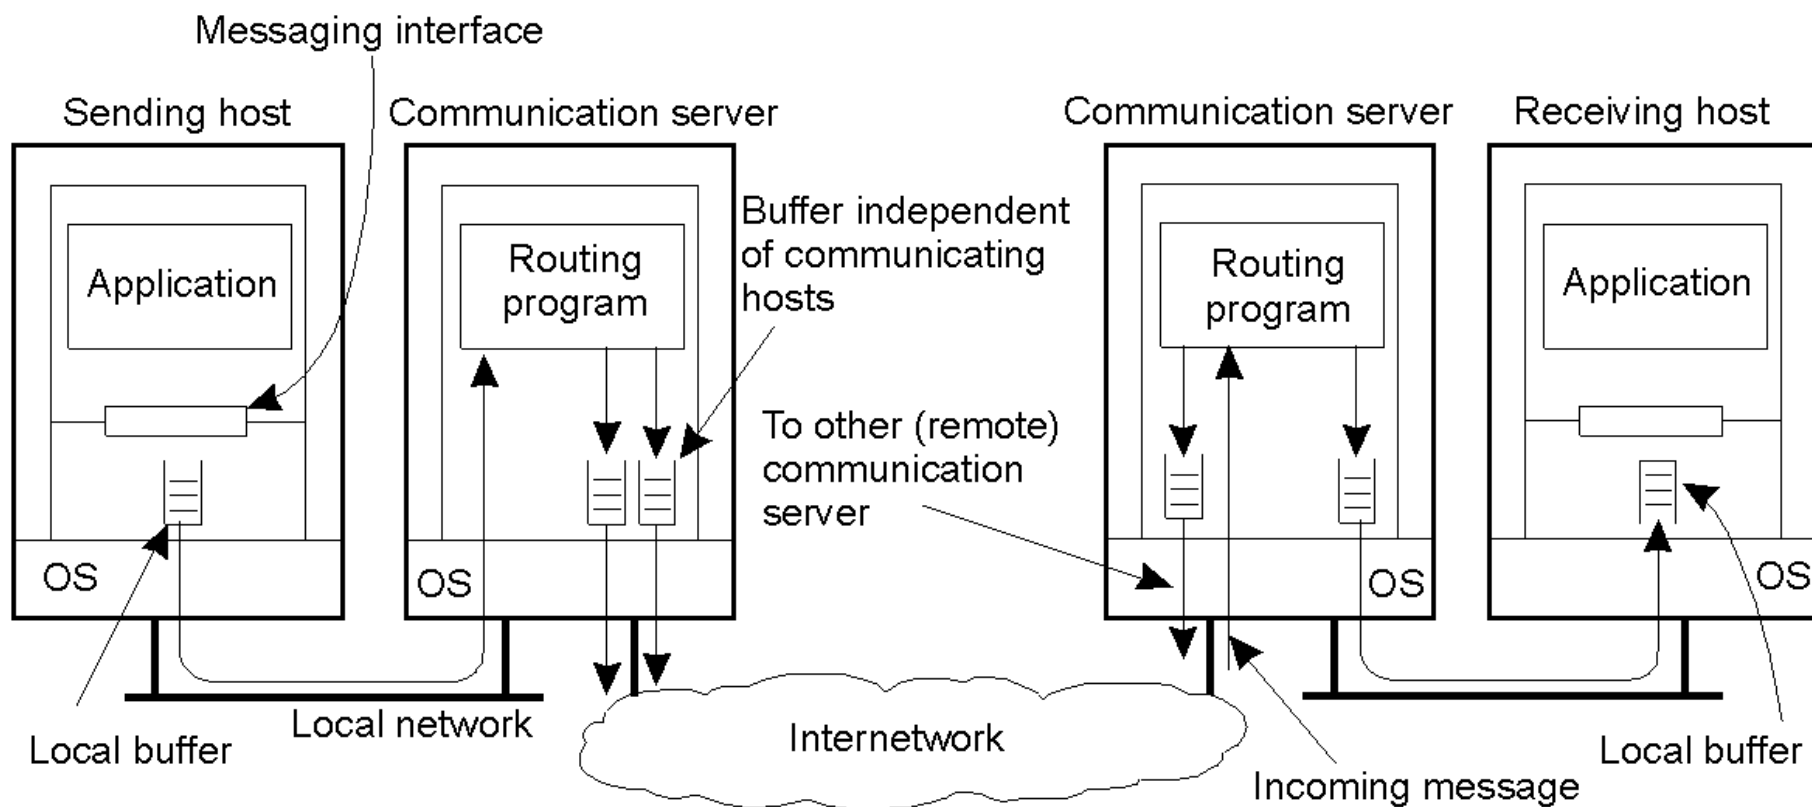 Messaging interface
Sending host
Communication server
Communication server
Receiving host
Application
Routing
program
Buffer independent
of communicating
hosts
Routing
program
Application
To other (remote)
communication
server
OS
OS
OS
OS
Local buffer
Local network
Internetwork
Incoming message
Local buffer